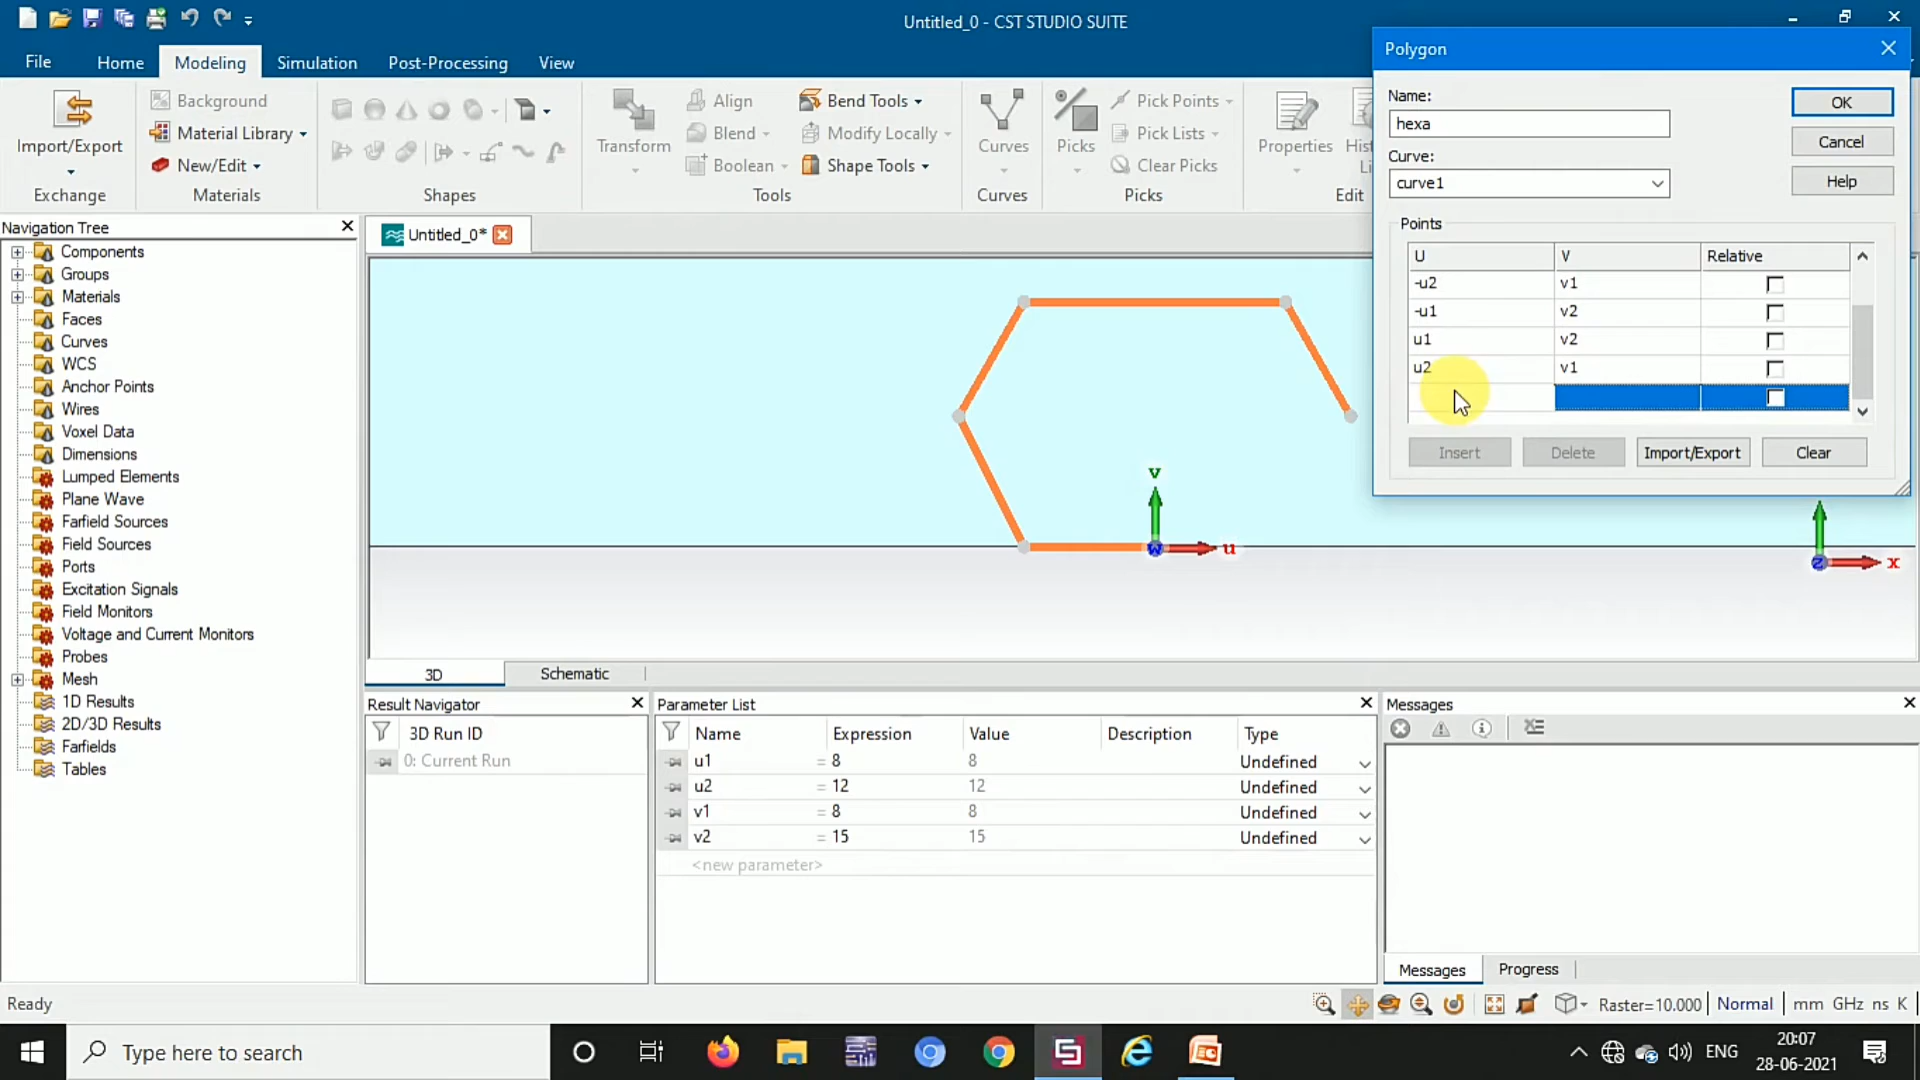 Untitled_0 - CST STUDIO SUITE
File
Home
Modeling
Simulation
Post-Processing
View
Import/Export
Exchange
Background
Material Library
New/Edit
Materials
Shapes
Transform
Align
Blend
Boolean
Bend Tools
Modify Locally
Shape Tools
Tools
Curves
Curves
Picks
Pick Points
Pick Lists
Clear Picks
Picks
Properties
Hist
Li
Edit
Polygon
Name:
hexa
Curve:
curve1
OK
Cancel
Help
Points
U V Relative
-u2 v1
-u1 v2
u1 v2
u2 v1
Insert
Delete
Import/Export
Clear
Navigation Tree
Components
Groups
Materials
Faces
Curves
WCS
Anchor Points
Wires
Voxel Data
Dimensions
Lumped Elements
Plane Wave
Farfield Sources
Field Sources
Ports
Excitation Signals
Field Monitors
Voltage and Current Monitors
Probes
Mesh
1D Results
2D/3D Results
Farfields
Tables
Untitled_0*
v
w
u
z
x
3D
Schematic
Result Navigator
3D Run ID
0: Current Run
Parameter List
Name Expression Value Description Type
u1 = 8 8 Undefined
u2 = 12 12 Undefined
v1 = 8 8 Undefined
v2 = 15 15 Undefined
<new parameter>
Messages
Messages
Progress
Ready
Raster=10.000
Normal
mm GHz ns K
Type here to search
ENG
20:07
28-06-2021